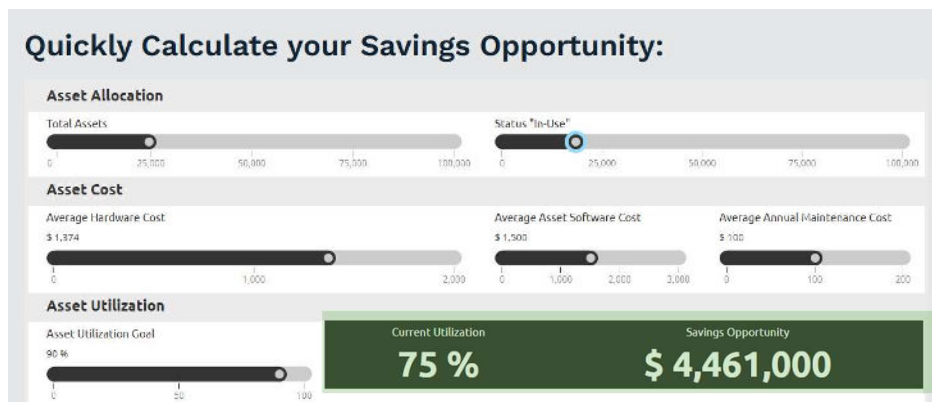 Quickly Calculate your Savings Opportunity:
Asset Allocation
Total Assets
Status "In-Use"
0 25,000 50,000 75,000 100,000
0 25,000 50,000 75,000 100,000
Asset Cost
Average Hardware Cost
Average Asset Software Cost
Average Annual Maintenance Cost
$ 1,374
$ 1,500
$ 100
0 1,000 2,000
0 1,000 2,000 3,000
0 100 200
Asset Utilization
Asset Utilization Goal
90 %
0 50 100
Current Utilization
75 %
Savings Opportunity
$ 4,461,000